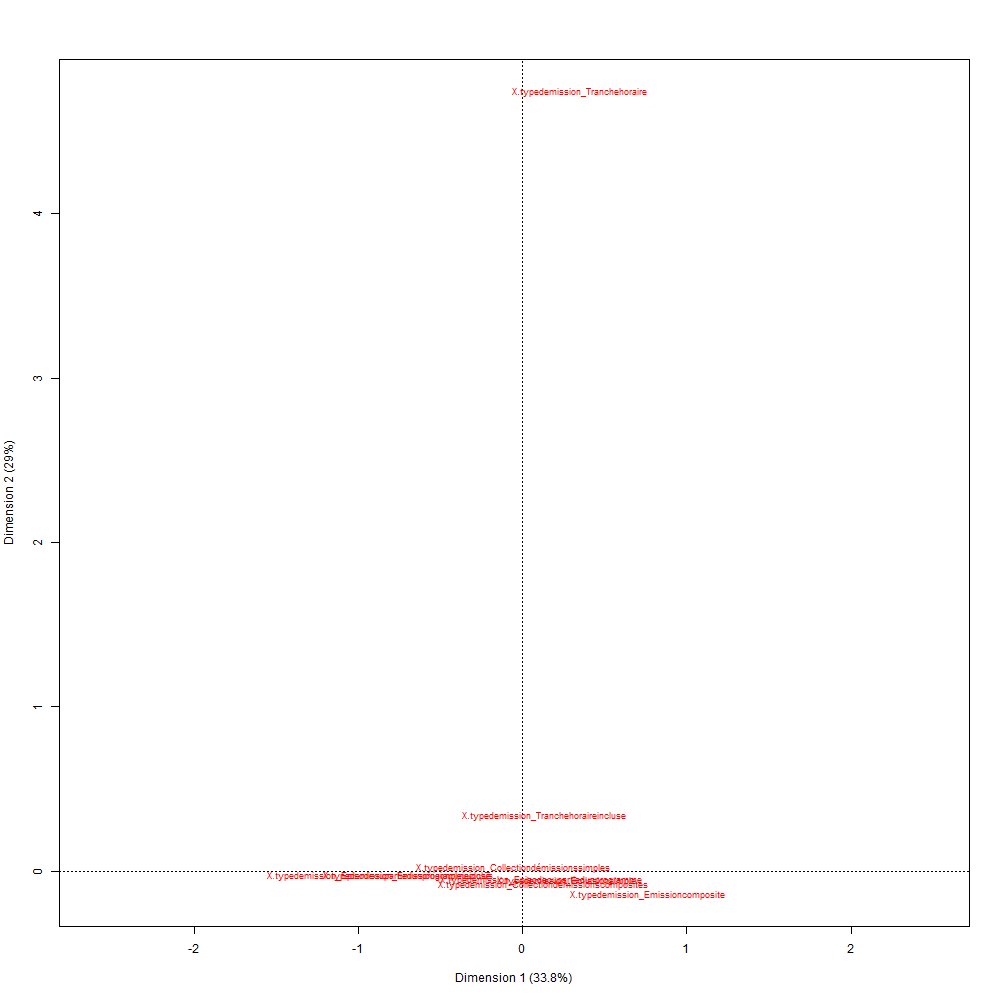 X.typedemission_Tranchehoraire
4
3
Dimension 2 (29%)
2
1
X.typedemission_Tranchehoraireincluse
X.typedemission_Collectiondémissionssimples
0
X.typedemission_Collectiondémissionscomposites
X.typedemission_Emissioncomposite
-2 -1 0 1 2
Dimension 1 (33.8%)